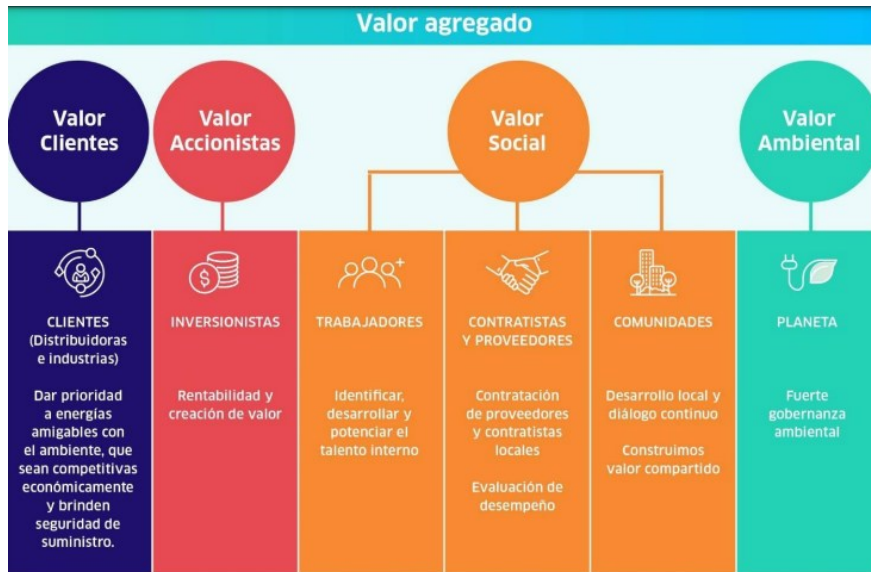 Valor agregado
Valor
Clientes
Valor
Accionistas
Valor
Social
Valor
Ambiental
CLIENTES
(Distribuidoras
e industrias)
Dar prioridad
a energías
amigables con
el ambiente, que
sean competitivas
económicamente
y brinden
seguridad de
suministro.
$
INVERSIONISTAS
Rentabilidad y
creación de valor
TRABAJADORES
Identificar,
desarrollar y
potenciar el
talento interno
CONTRATISTAS
Y PROVEEDORES
Contratación
de proveedores
y contratistas
locales
Evaluación de
desempeño
COMUNIDADES
Desarrollo local y
diálogo continuo
Construimos
valor compartido
PLANETA
Fuerte
gobernanza
ambiental